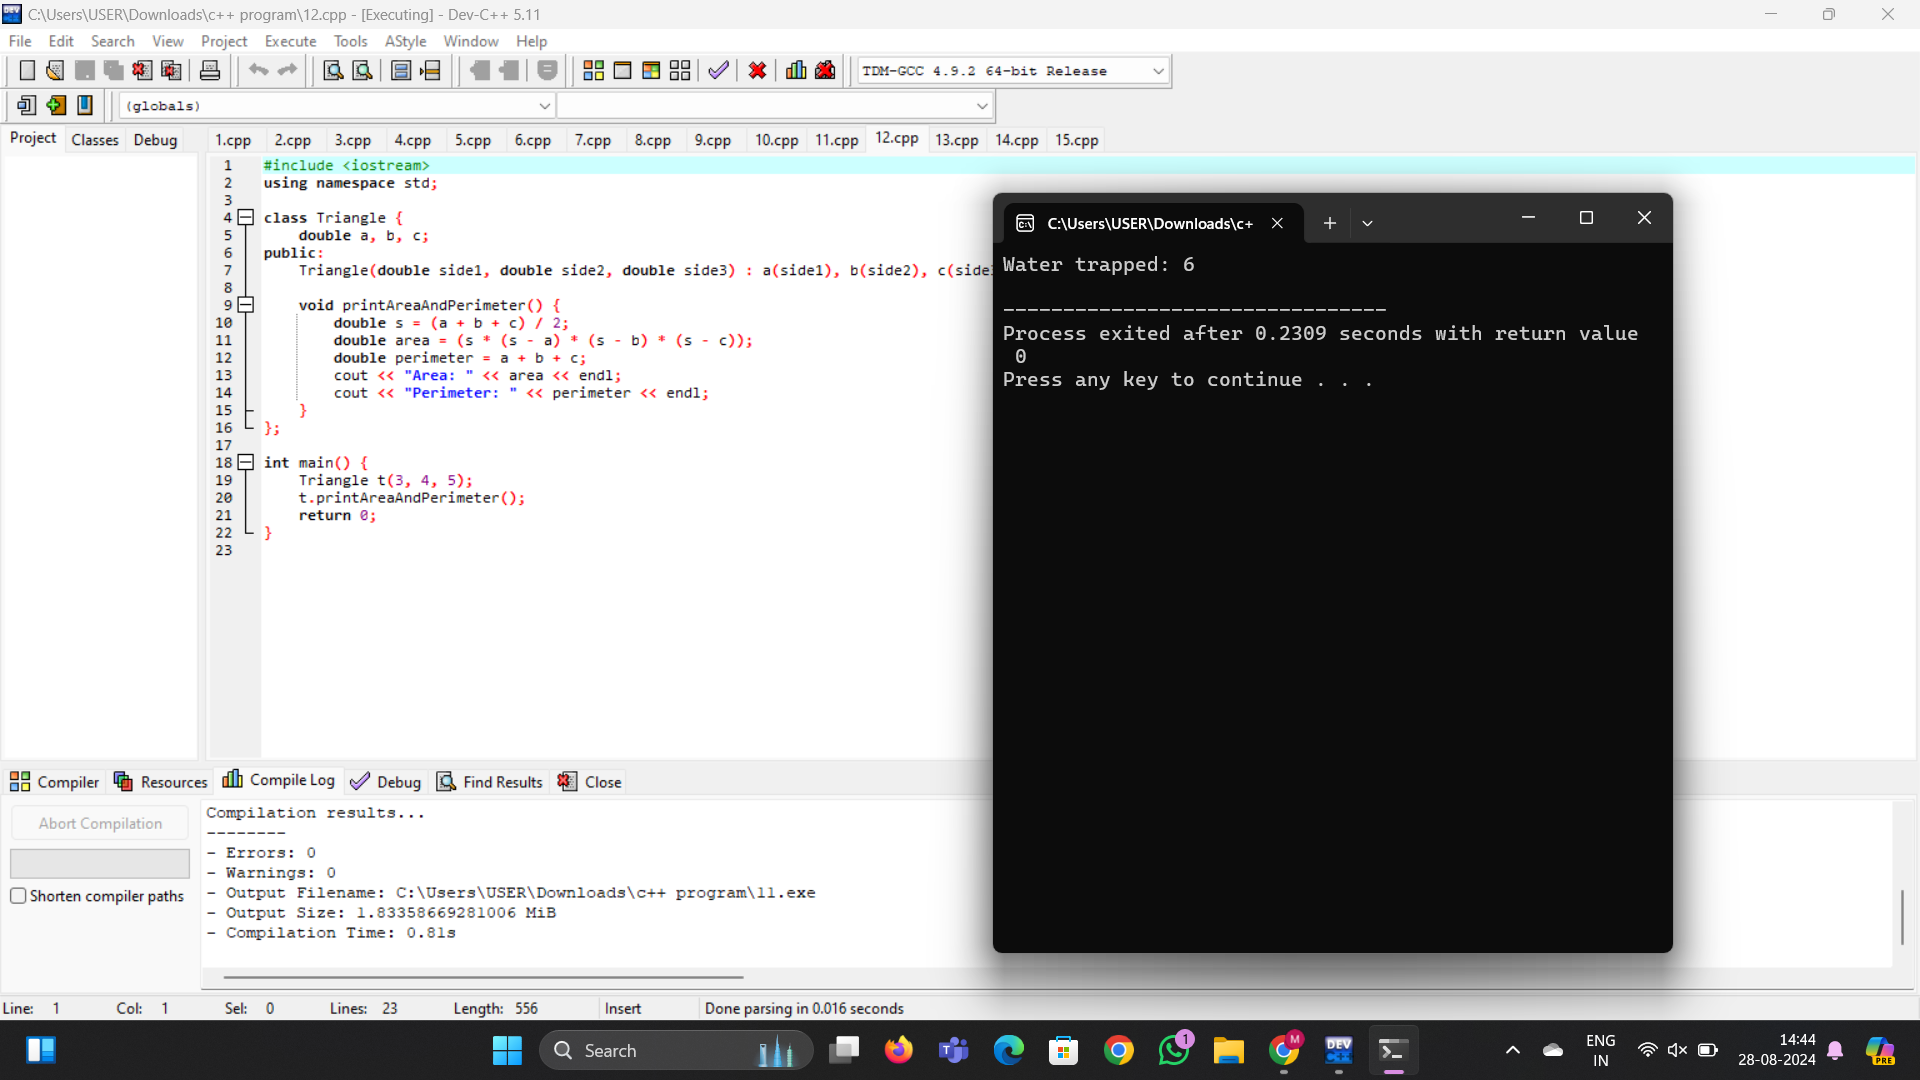 C:\Users\USER\Downloads\c++ program\12.cpp - [Executing] - Dev-C++ 5.11
File Edit Search View Project Execute Tools AStyle Window Help
TDM-GCC 4.9.2 64-bit Release
(globals)
Project Classes Debug
1.cpp 2.cpp 3.cpp 4.cpp 5.cpp 6.cpp 7.cpp 8.cpp 9.cpp 10.cpp 11.cpp 12.cpp 13.cpp 14.cpp 15.cpp
1 #include <iostream>
2 using namespace std;
3
4 class Triangle {
5 double a, b, c;
6 public:
7 Triangle(double side1, double side2, double side3) : a(side1), b(side2), c(side
8
9 void printAreaAndPerimeter() {
10 double s = (a + b + c) / 2;
11 double area = (s * (s - a) * (s - b) * (s - c));
12 double perimeter = a + b + c;
13 cout << "Area: " << area << endl;
14 cout << "Perimeter: " << perimeter << endl;
15 }
16 };
17
18 int main() {
19 Triangle t(3, 4, 5);
20 t.printAreaAndPerimeter();
21 return 0;
22 }
23
C:\Users\USER\Downloads\c+
Water trapped: 6
--------------------------------
Process exited after 0.2309 seconds with return value
0
Press any key to continue . . .
Compiler Resources Compile Log Debug Find Results Close
Abort Compilation
Shorten compiler paths
Compilation results...
--------
- Errors: 0
- Warnings: 0
- Output Filename: C:\Users\USER\Downloads\c++ program\11.exe
- Output Size: 1.83358669281006 MiB
- Compilation Time: 0.81s
Line: 1 Col: 1 Sel: 0 Lines: 23 Length: 556 Insert Done parsing in 0.016 seconds
Search
1
M
DEV
ENG
IN
14:44
28-08-2024
PRE